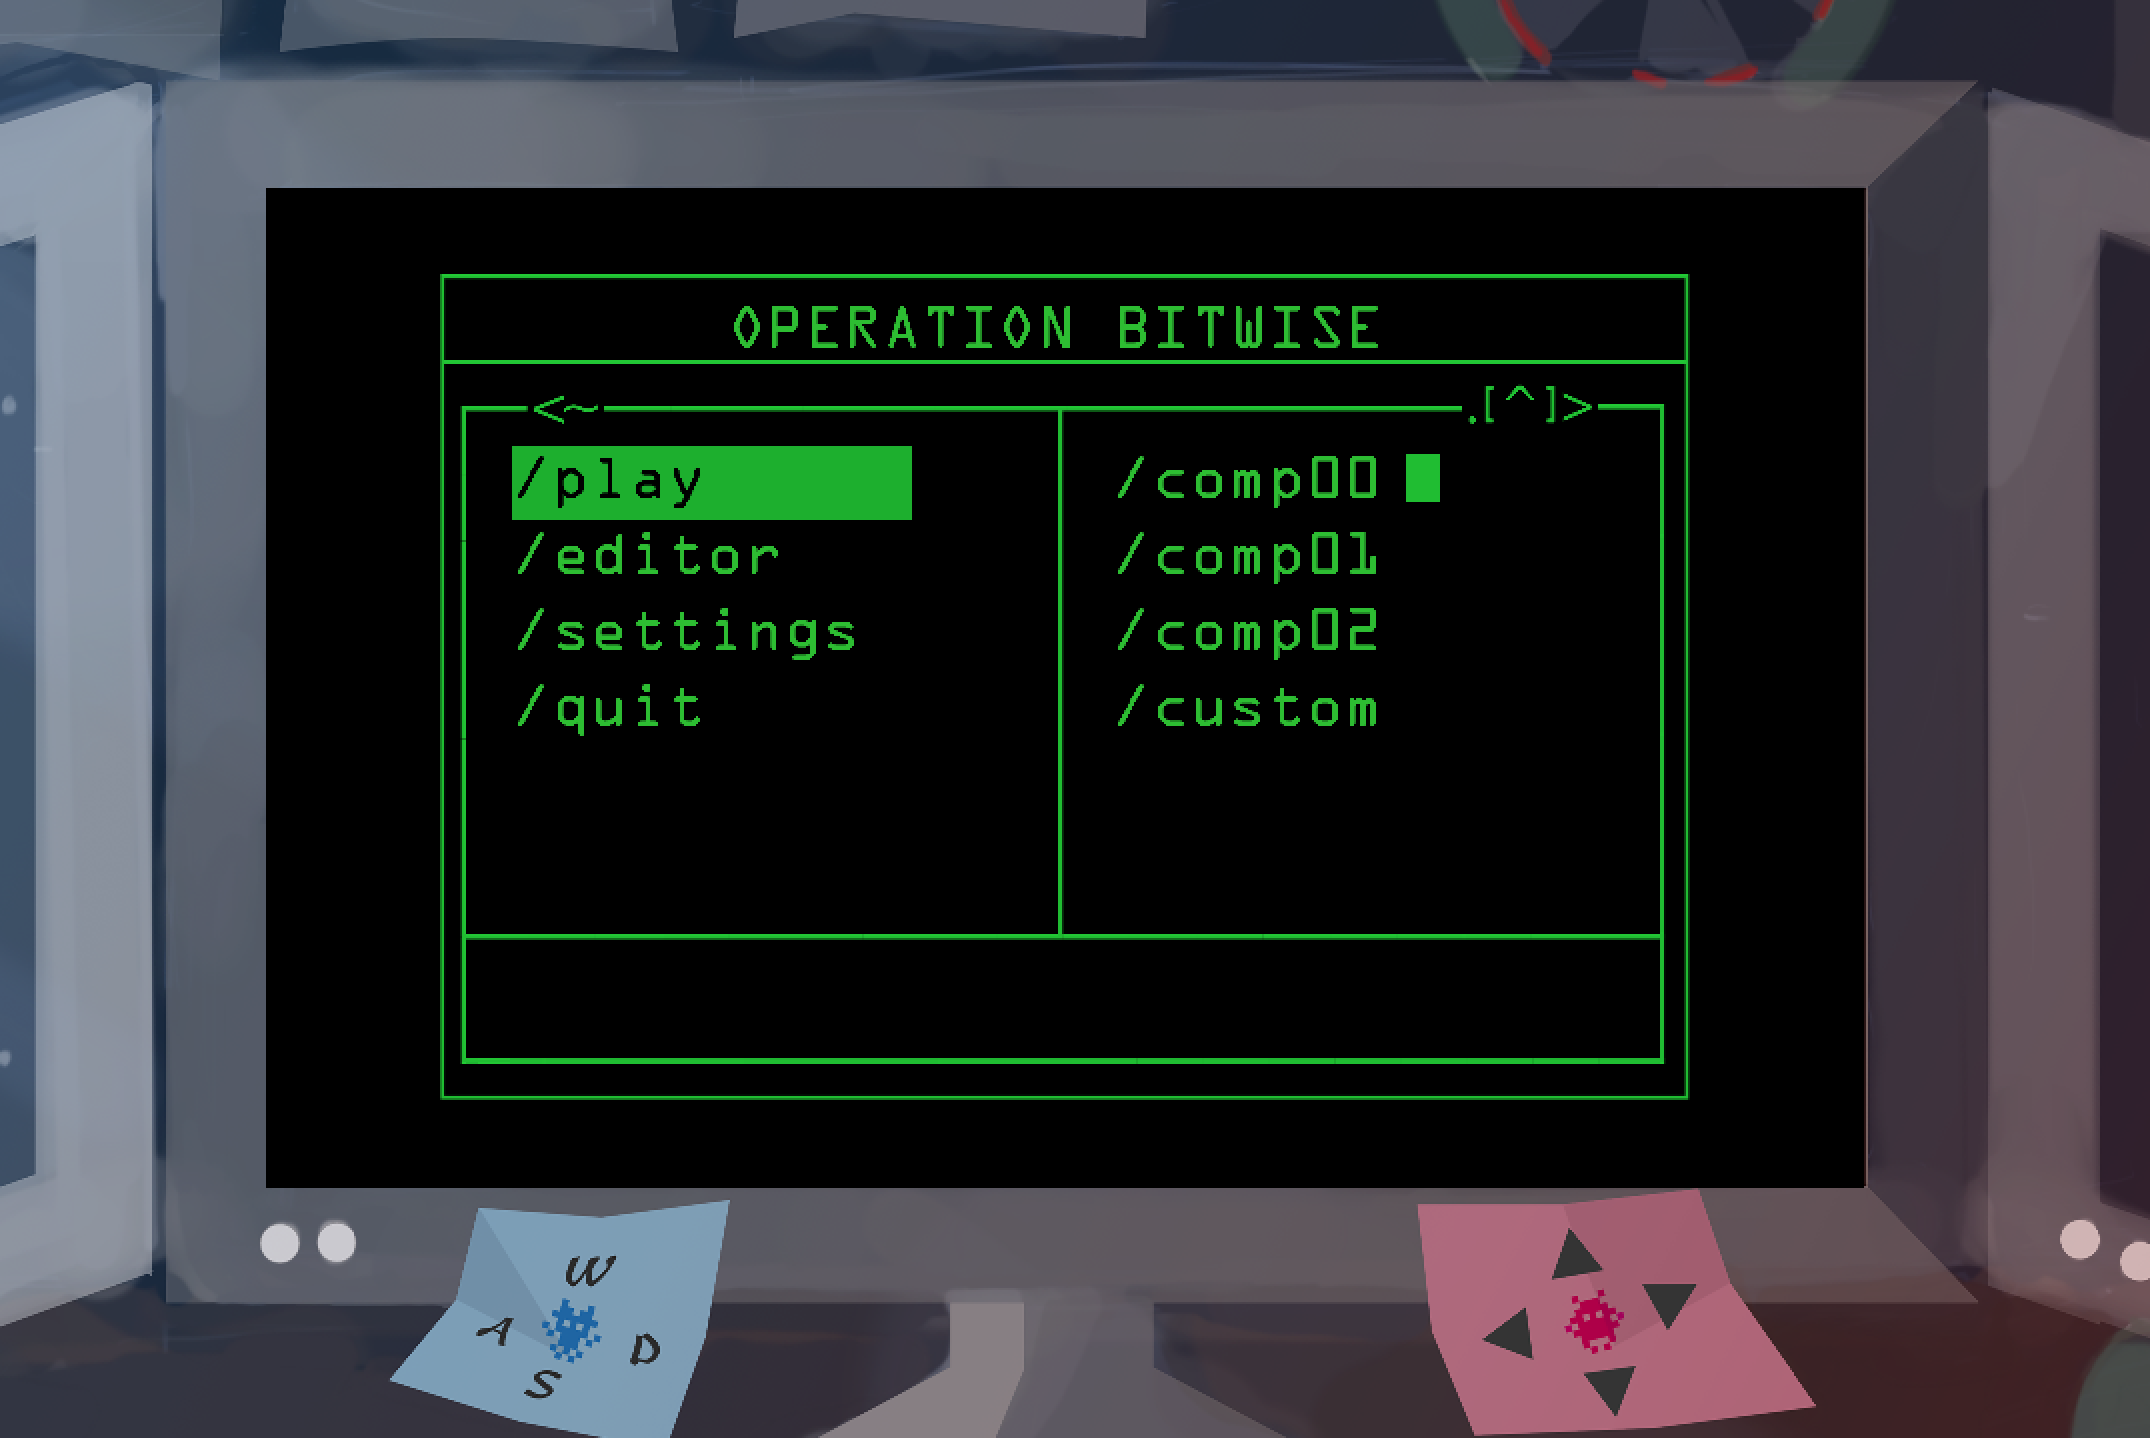 OPERATION BITWISE
<~ .[^]>
/play
/editor
/settings
/quit
/comp00
/comp01
/comp02
/custom
W
A D
S